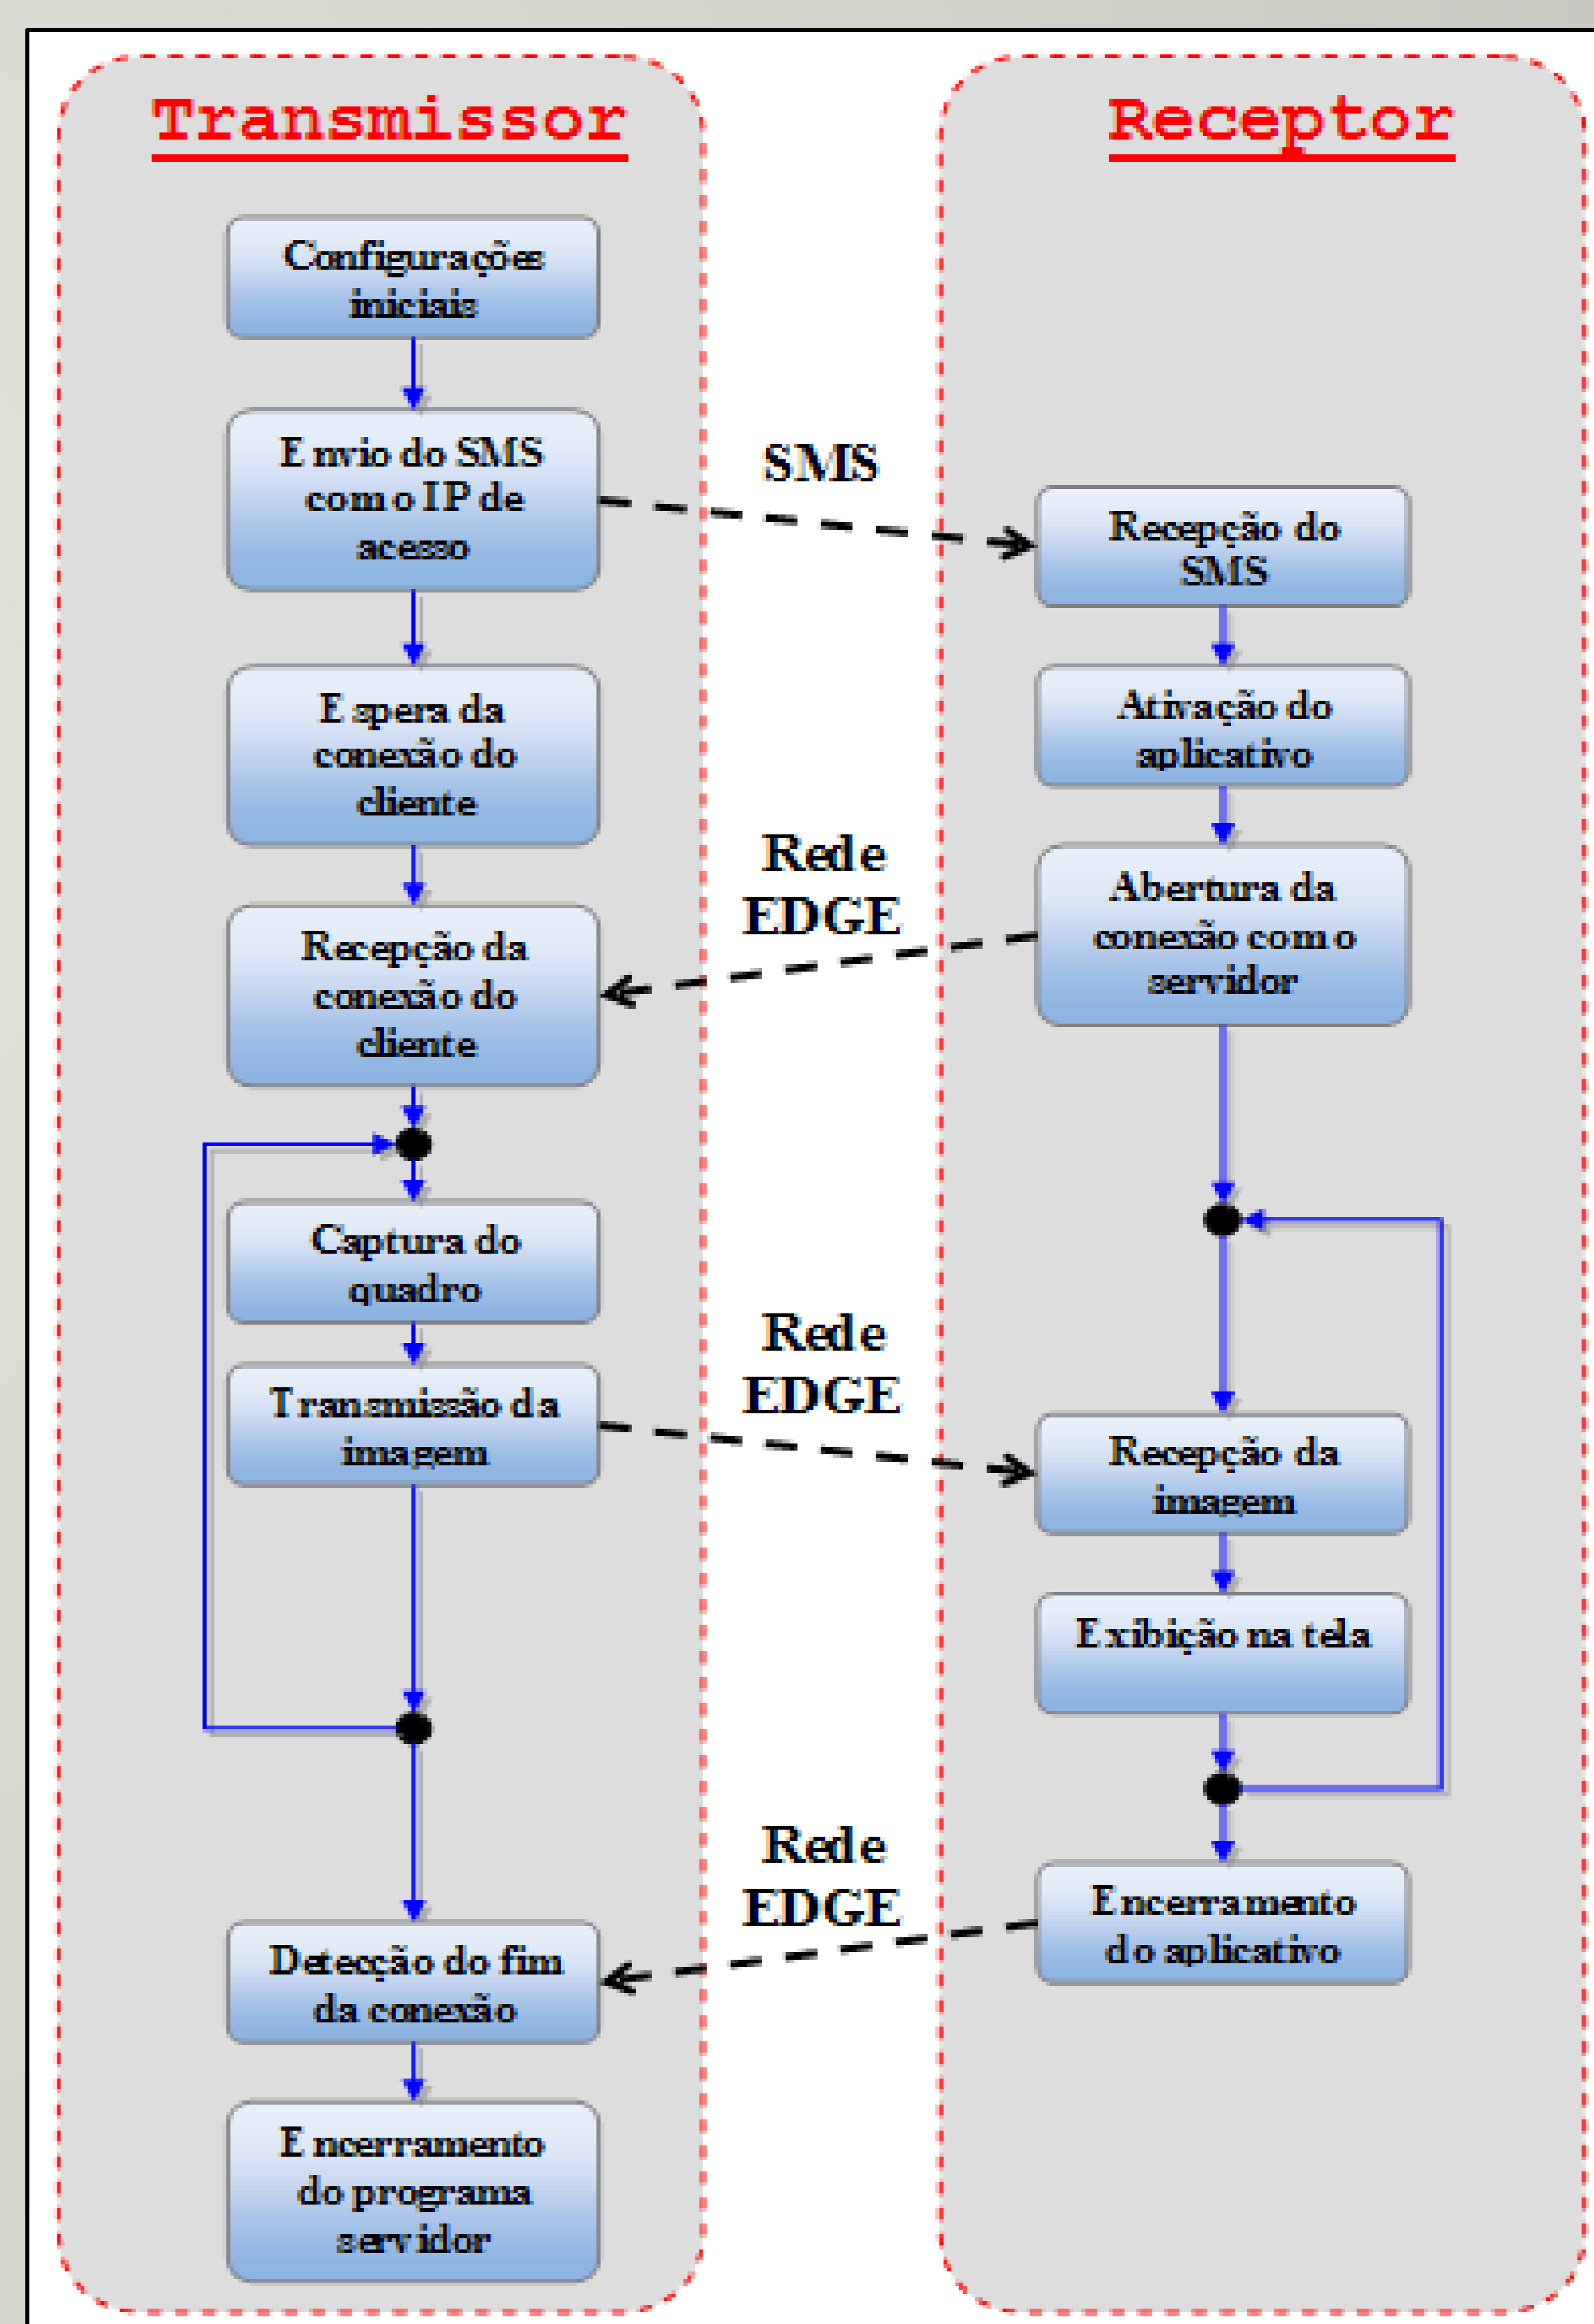 Transmissor
Configurações
iniciais
Envio do SMS
com o IP de
acesso
Espera da
conexão do
cliente
Recepção da
conexão do
cliente
Captura do
quadro
Transmissão da
imagem
Detecção do fim
da conexão
Encerramento
do programa
servidor
SMS
Rede
EDGE
Rede
EDGE
Rede
EDGE
Receptor
Recepção do
SMS
Ativação do
aplicativo
Abertura da
conexão com o
servidor
Recepção da
imagem
Exibição na tela
Encerramento
do aplicativo